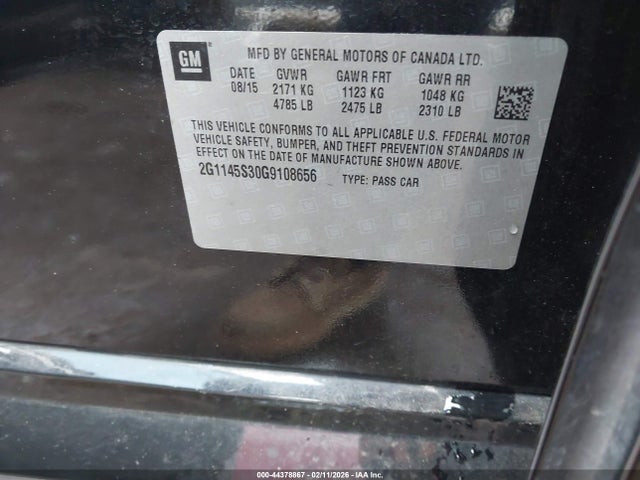 GM
MFD BY GENERAL MOTORS OF CANADA LTD.
DATE GVWR GAWR FRT GAWR RR
08/15 2171 KG 1123 KG 1048 KG
4785 LB 2475 LB 2310 LB
THIS VEHICLE CONFORMS TO ALL APPLICABLE U.S. FEDERAL MOTOR
VEHICLE SAFETY, BUMPER, AND THEFT PREVENTION STANDARDS IN
EFFECT ON THE DATE OF MANUFACTURE SHOWN ABOVE.
2G1145S30G9108656 TYPE: PASS CAR
000-44378867 - 02/11/2026 - IAA Inc.